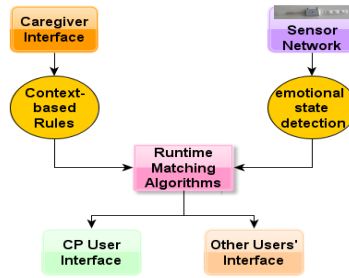 Caregiver
Interface
Sensor
Network
Context-
based
Rules
emotional
state
detection
Runtime
Matching
Algorithms
CP User
Interface
Other Users'
Interface